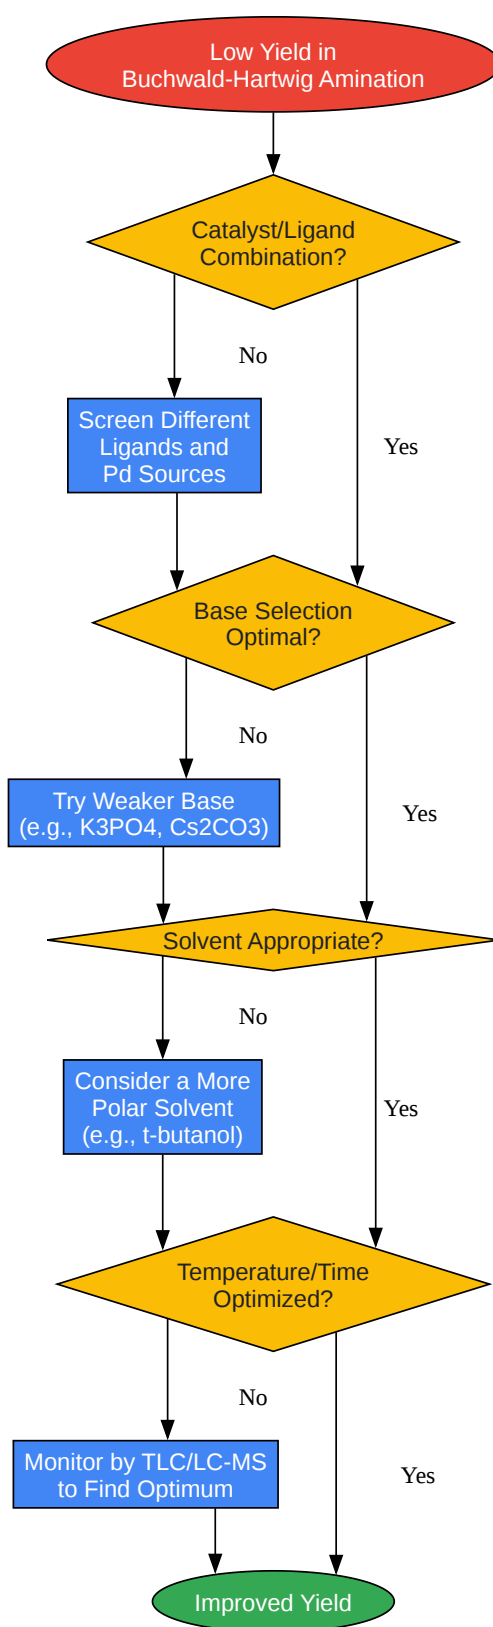 Low Yield in
Buchwald-Hartwig Amination
Catalyst/Ligand
Combination?
No
Yes
Screen Different
Ligands and
Pd Sources
Base Selection
Optimal?
No
Yes
Try Weaker Base
(e.g., K3PO4, Cs2CO3)
Solvent Appropriate?
No
Yes
Consider a More
Polar Solvent
(e.g., t-butanol)
Temperature/Time
Optimized?
No
Yes
Monitor by TLC/LC-MS
to Find Optimum
Improved Yield